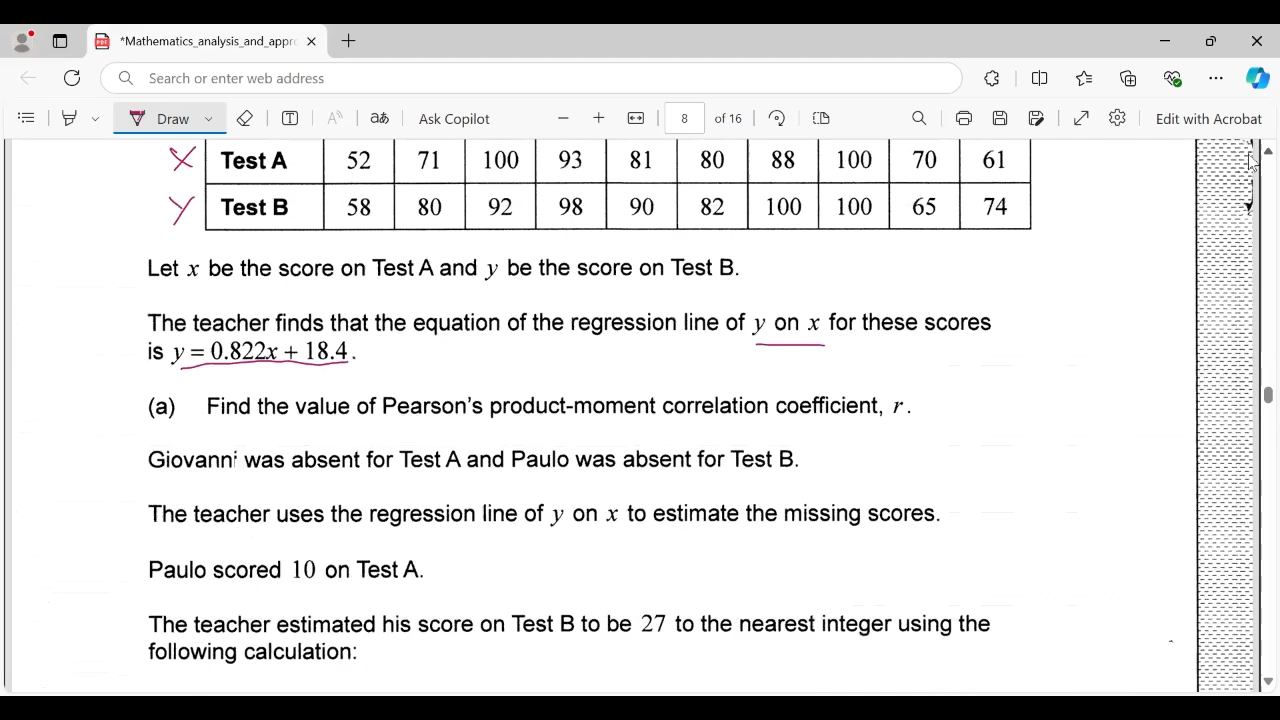 *Mathematics_analysis_and_appro
Search or enter web address
Draw
Ask Copilot
8 of 16
Edit with Acrobat
X Test A 52 71 100 93 81 80 88 100 70 61
Y Test B 58 80 92 98 90 82 100 100 65 74
Let x be the score on Test A and y be the score on Test B.
The teacher finds that the equation of the regression line of y on x for these scores
is y = 0.822x + 18.4.
(a) Find the value of Pearson's product-moment correlation coefficient, r.
Giovanni was absent for Test A and Paulo was absent for Test B.
The teacher uses the regression line of y on x to estimate the missing scores.
Paulo scored 10 on Test A.
The teacher estimated his score on Test B to be 27 to the nearest integer using the
following calculation: